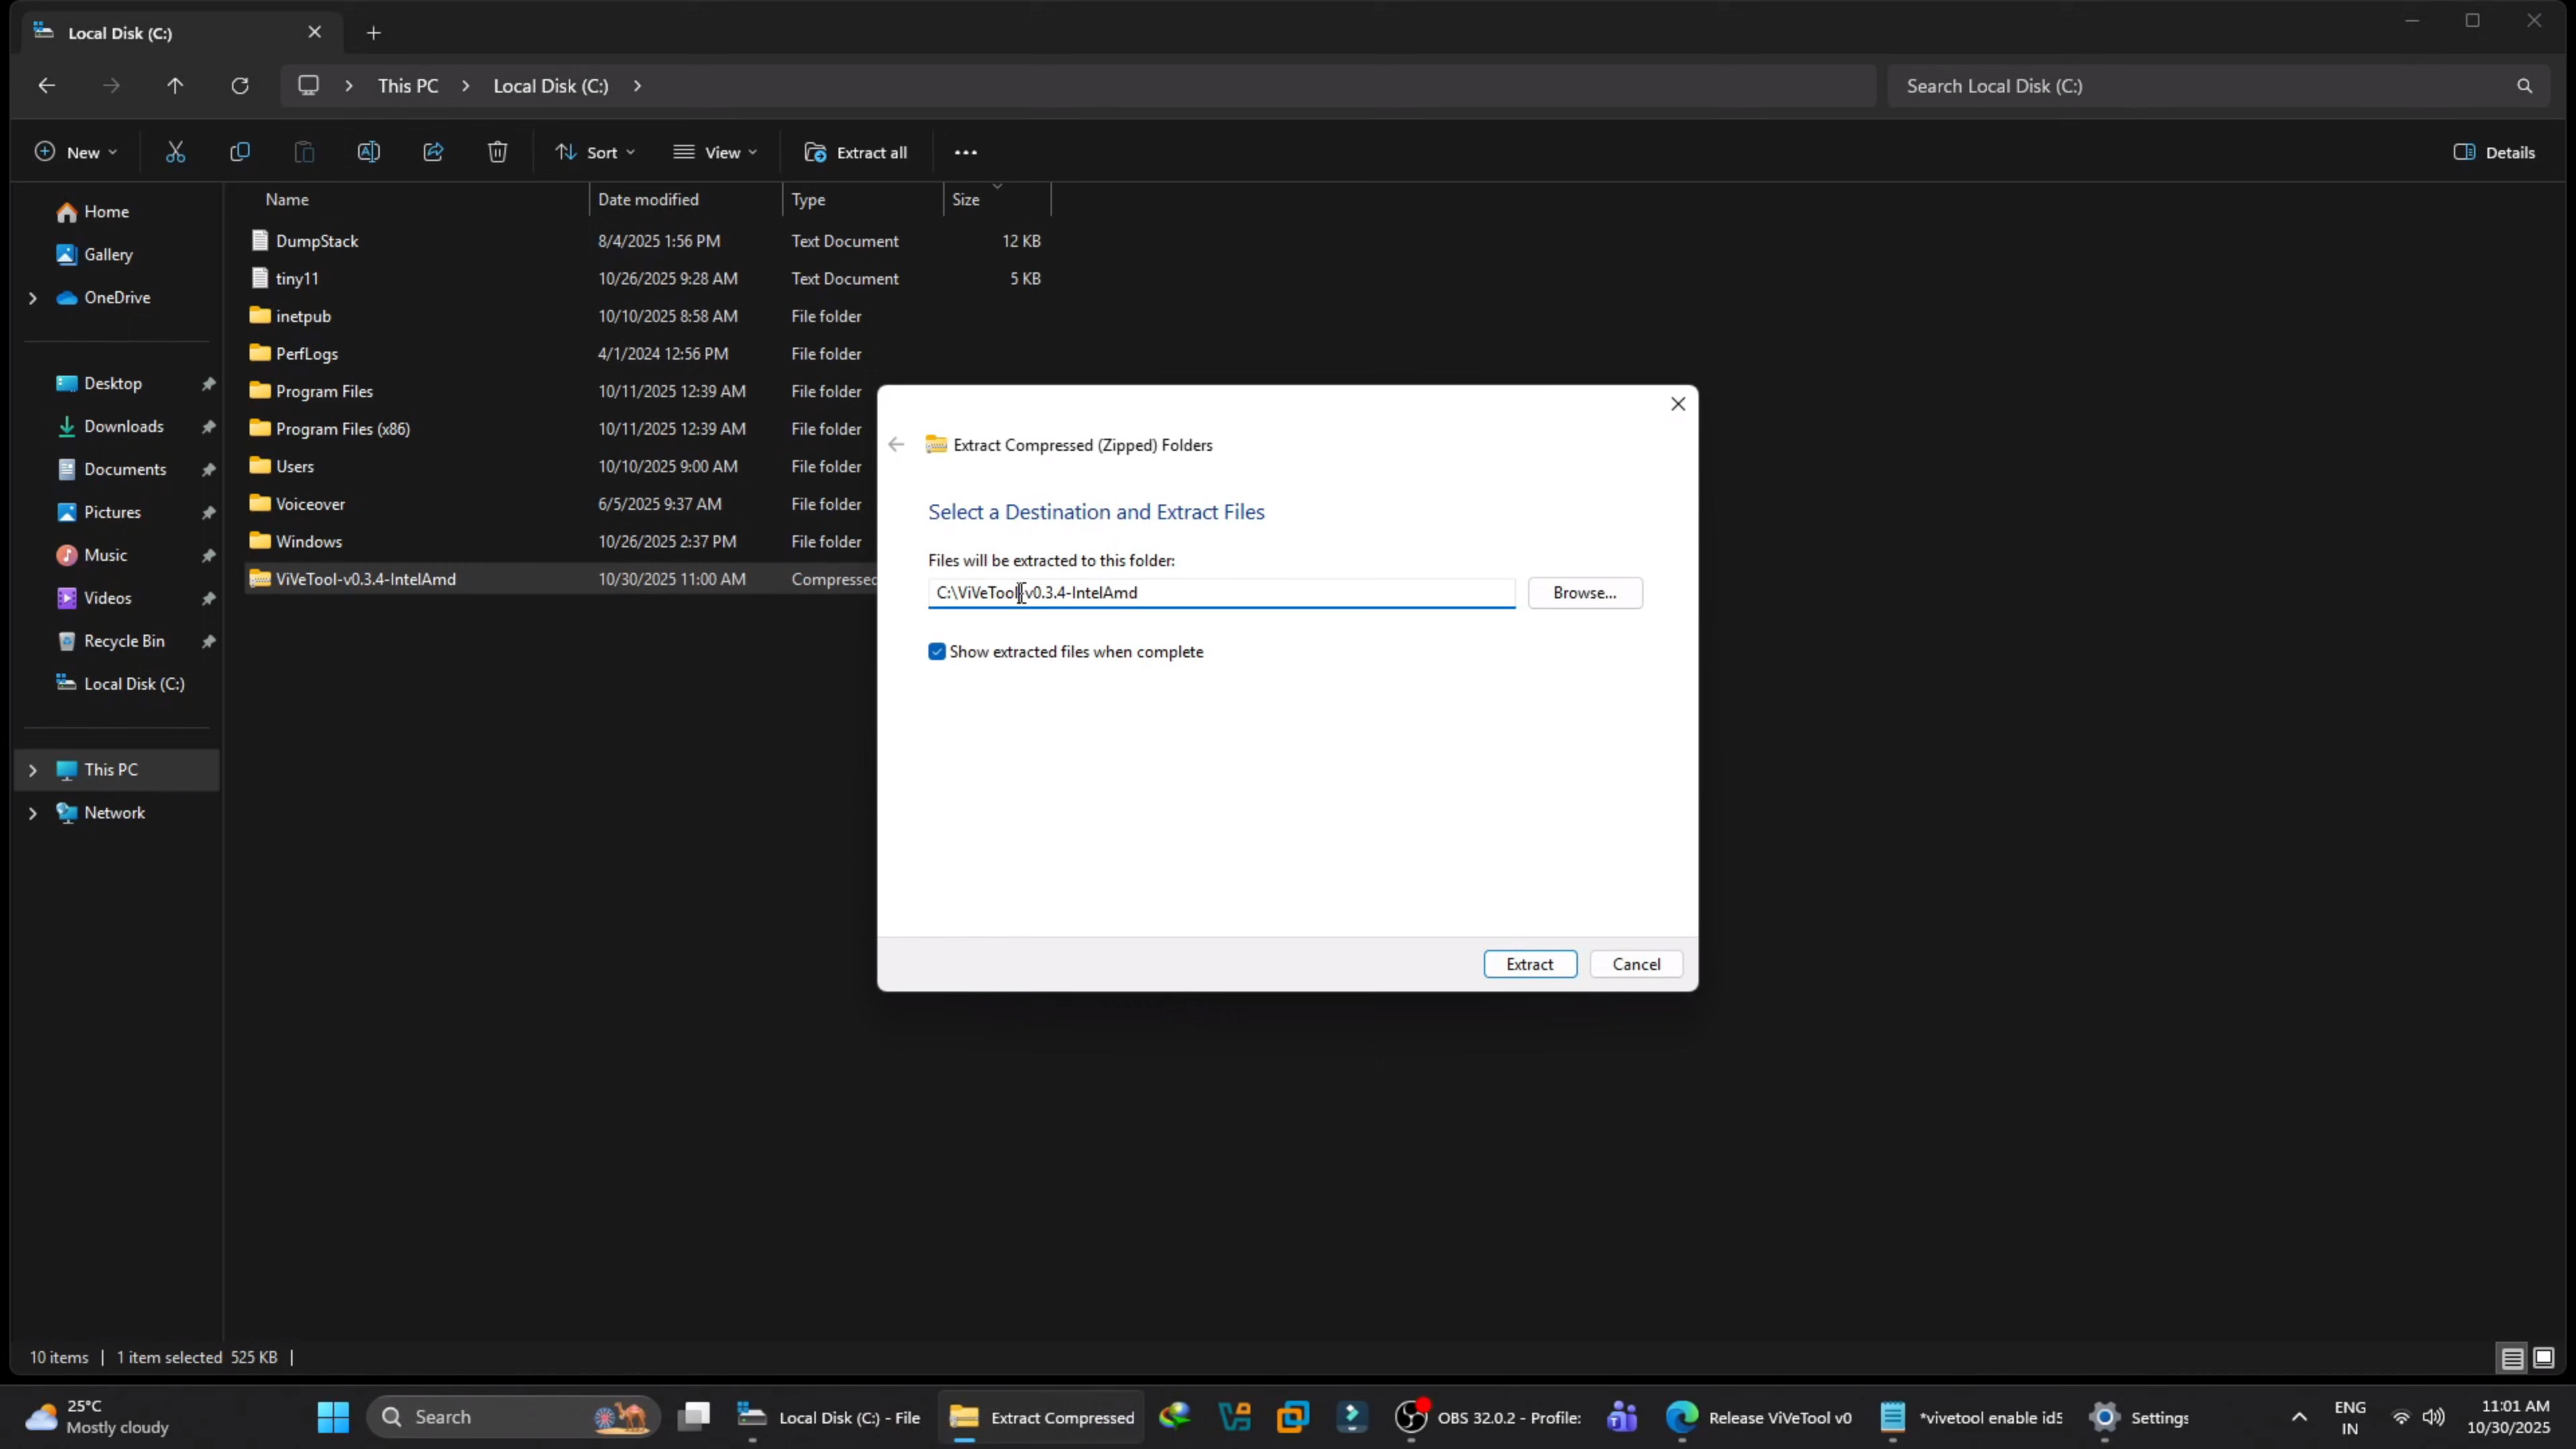 Local Disk (C:)
This PC > Local Disk (C:) >
Search Local Disk (C:)
New
Sort
View
Extract all
Details
Name Date modified Type Size
DumpStack 8/4/2025 1:56 PM Text Document 12 KB
tiny11 10/26/2025 9:28 AM Text Document 5 KB
inetpub 10/10/2025 8:58 AM File folder
PerfLogs 4/1/2024 12:56 PM File folder
Program Files 10/11/2025 12:39 AM File folder
Program Files (x86) 10/11/2025 12:39 AM File folder
Users 10/10/2025 9:00 AM File folder
Voiceover 6/5/2025 9:37 AM File folder
Windows 10/26/2025 2:37 PM File folder
ViVeTool-v0.3.4-IntelAmd 10/30/2025 11:00 AM Compressed
Home
Gallery
OneDrive
Desktop
Downloads
Documents
Pictures
Music
Videos
Recycle Bin
Local Disk (C:)
This PC
Network
Extract Compressed (Zipped) Folders
Select a Destination and Extract Files
Files will be extracted to this folder:
C:\ViVeTool-v0.3.4-IntelAmd
Browse...
Show extracted files when complete
Extract
Cancel
10 items | 1 item selected 525 KB |
25°C
Mostly cloudy
Search
Local Disk (C:) - File
Extract Compressed
OBS 32.0.2 - Profile:
Release ViVeTool v0
*vivetool enable id5
Settings
ENG
IN
11:01 AM
10/30/2025